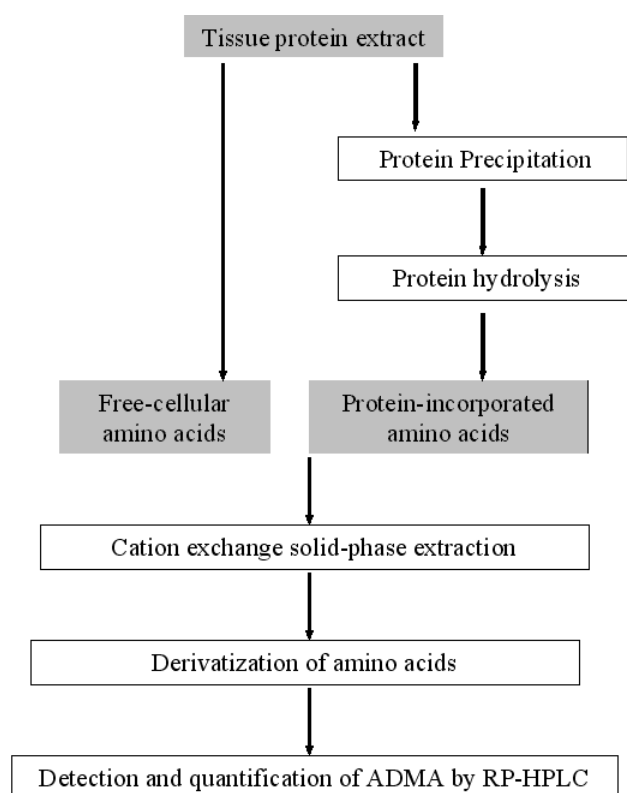 Tissue protein extract
Protein Precipitation
Protein hydrolysis
Free-cellular
amino acids
Protein-incorporated
amino acids
Cation exchange solid-phase extraction
Derivatization of amino acids
Detection and quantification of ADMA by RP-HPLC